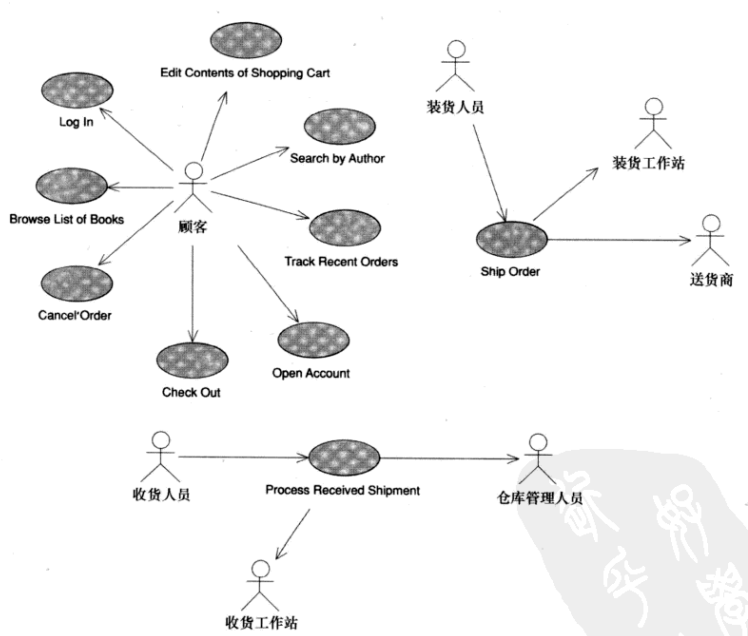 Edit Contents of Shopping Cart
装货人员
Log In
装货工作站
Search by Author
Browse List of Books
顾客
Track Recent Orders
Ship Order
送货商
Cancel Order
Open Account
Check Out
收货人员
Process Received Shipment
仓库管理人员
收货工作站